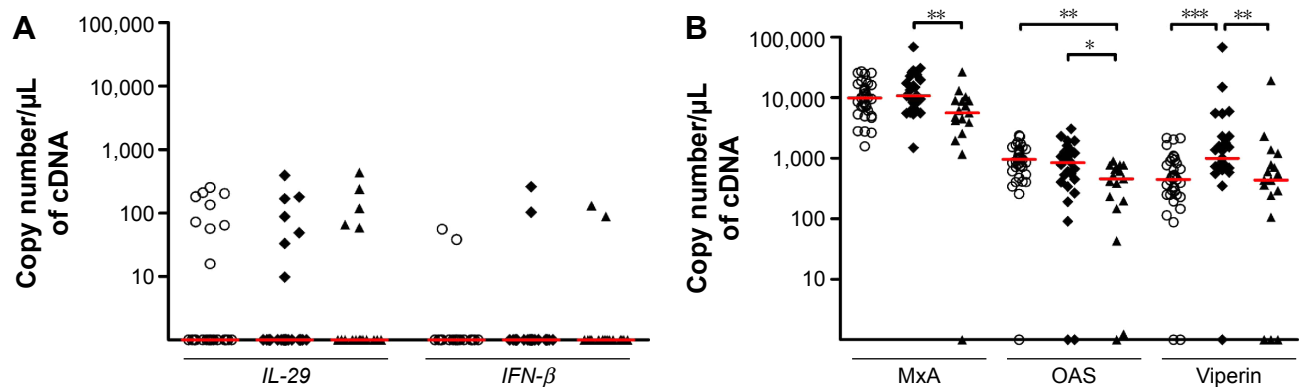 A
Copy number/µL
of cDNA
100,000
10,000
1,000
100
10
IL-29
IFN-β
B
Copy number/µL
of cDNA
100,000
10,000
1,000
100
10
**
**
*
***
**
MxA
OAS
Viperin